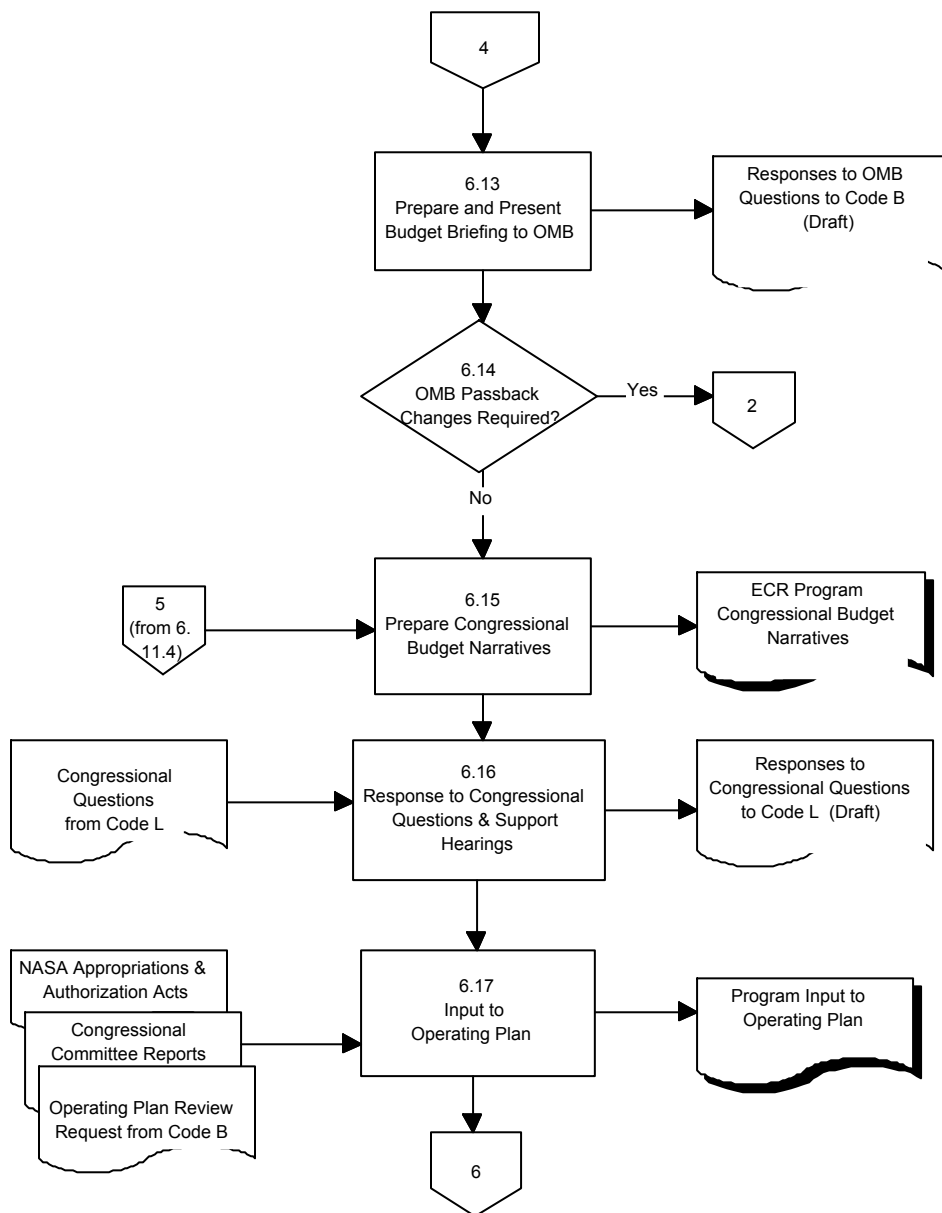 4
6.13
Prepare and Present
Budget Briefing to OMB
Responses to OMB
Questions to Code B
(Draft)
6.14
OMB Passback
Changes Required?
Yes
2
No
5
(from 6.
11.4)
6.15
Prepare Congressional
Budget Narratives
ECR Program
Congressional Budget
Narratives
Congressional
Questions
from Code L
6.16
Response to Congressional
Questions & Support
Hearings
Responses to
Congressional Questions
to Code L (Draft)
NASA Appropriations &
Authorization Acts
Congressional
Committee Reports
Operating Plan Review
Request from Code B
6.17
Input to
Operating Plan
Program Input to
Operating Plan
6